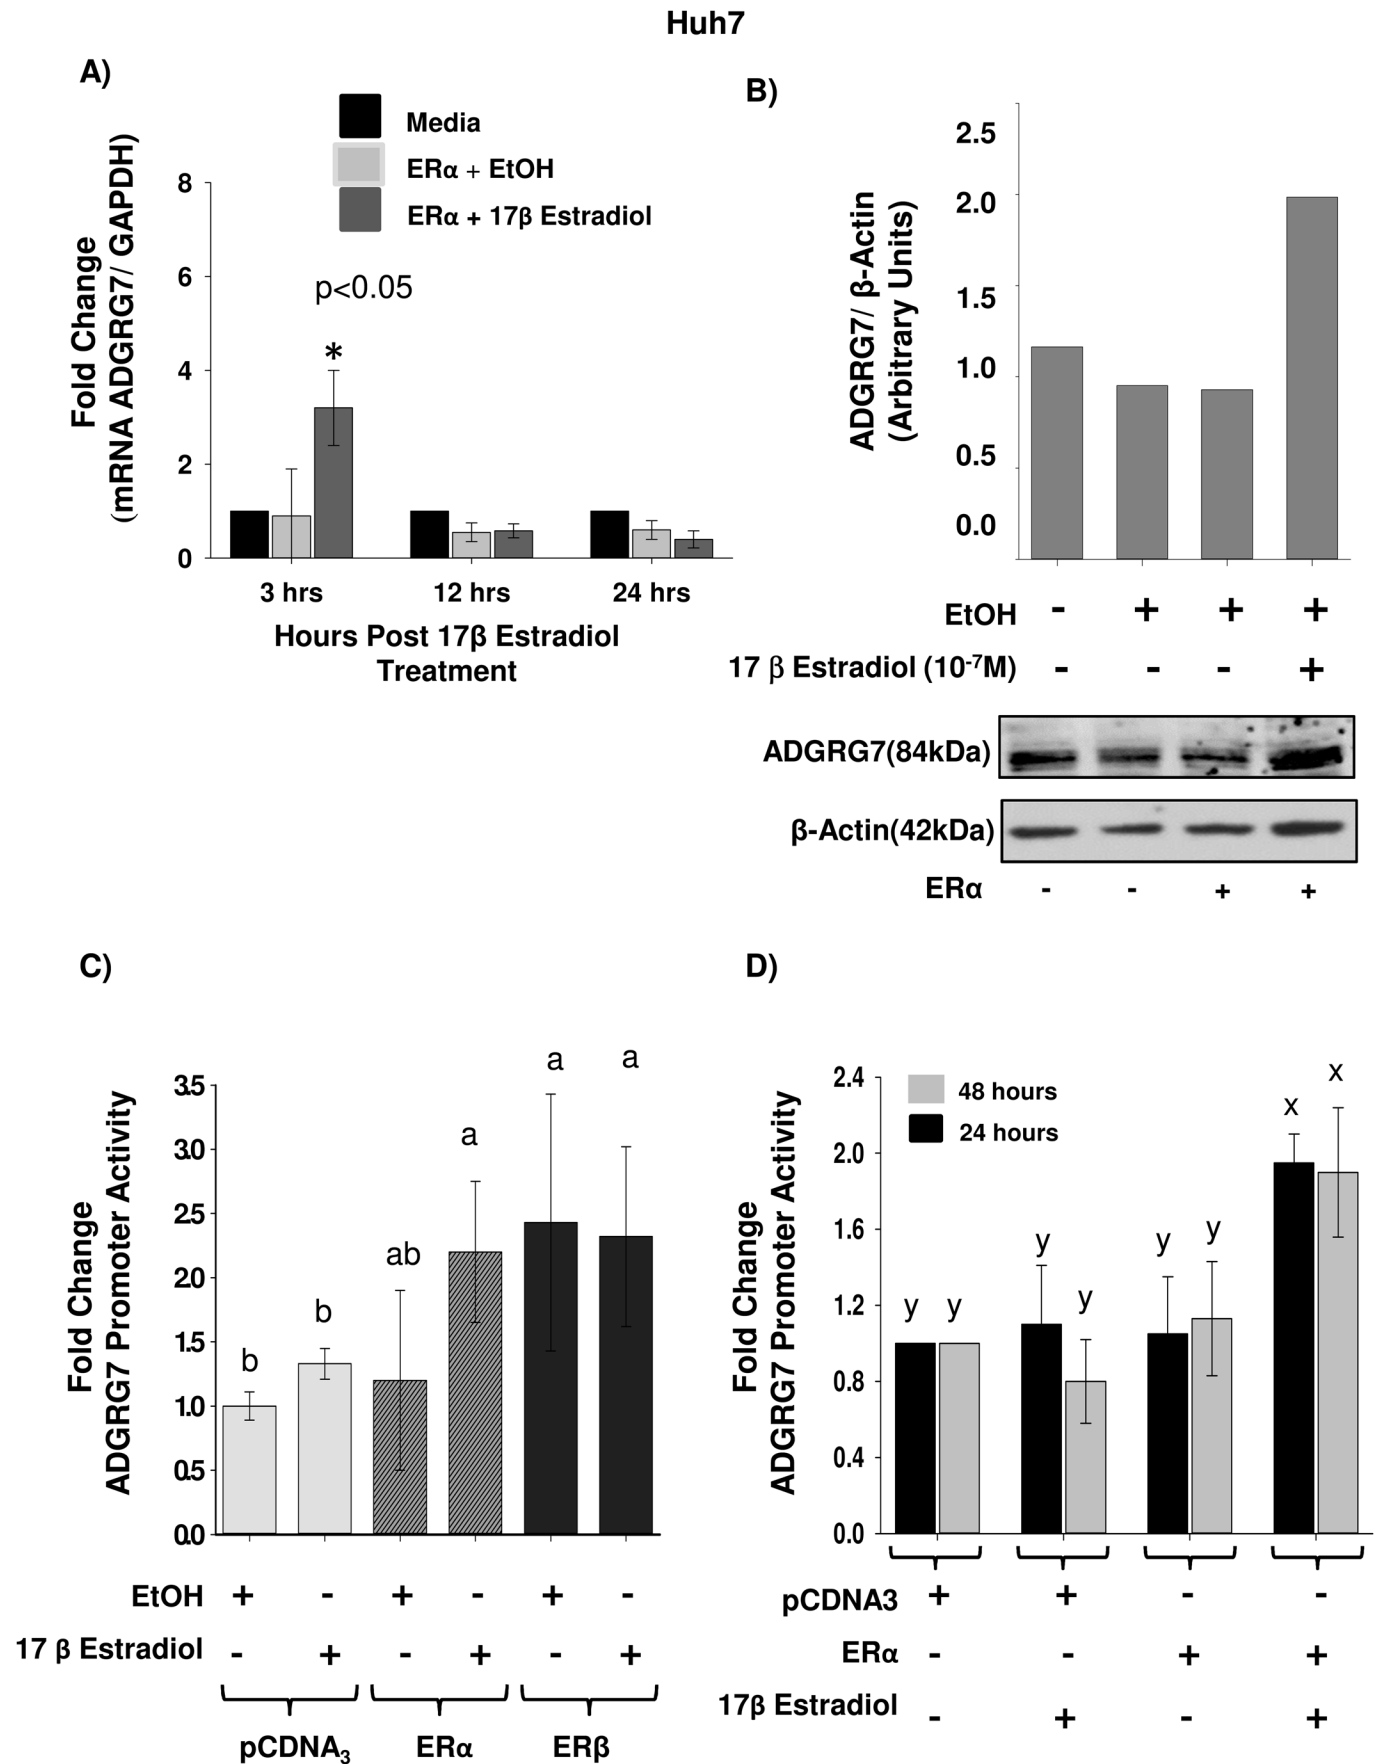 Huh7
A)
Media
ERα + EtOH
ERα + 17β Estradiol
Fold Change
(mRNA ADGRG7/ GAPDH)
8
6
4
2
0
p<0.05
*
3 hrs
12 hrs
24 hrs
Hours Post 17β Estradiol
Treatment
B)
ADGRG7/ β-Actin
(Arbitrary Units)
2.5
2.0
1.5
1.0
0.5
0.0
EtOH - + + +
17 β Estradiol (10-7M) - - - +
ADGRG7(84kDa)
β-Actin(42kDa)
ERα - - + +
C)
Fold Change
ADGRG7 Promoter Activity
3.5
3.0
2.5
2.0
1.5
1.0
0.5
0.0
b
b
ab
a
a
a
EtOH + - + - + -
17 β Estradiol - + - + - +
pCDNA3
ERα
ERβ
D)
48 hours
24 hours
Fold Change
ADGRG7 Promoter Activity
2.4
2.0
1.6
1.2
0.8
0.4
0.0
y
y
y
y
y
y
x
x
pCDNA3 + + - -
ERα - - + +
17β Estradiol - + - +